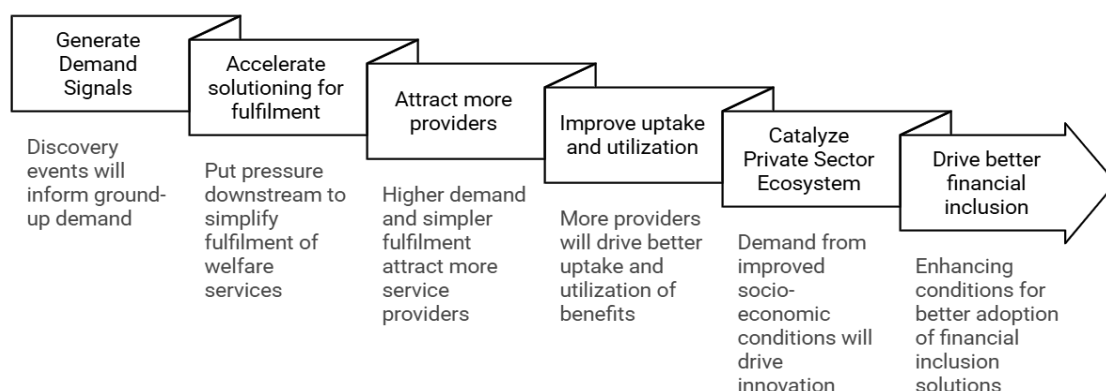 Generate
Demand
Signals
Discovery
events will
inform ground-
up demand
Accelerate
solutioning for
fulfilment
Put pressure
downstream to
simplify
fulfilment of
welfare
services
Attract more
providers
Higher demand
and simpler
fulfilment
attract more
service
providers
Improve uptake
and utilization
More providers
will drive better
uptake and
utilization of
benefits
Catalyze
Private Sector
Ecosystem
Demand from
improved
socio-
economic
conditions will
drive
innovation
Drive better
financial
inclusion
Enhancing
conditions for
better adoption
of financial
inclusion
solutions